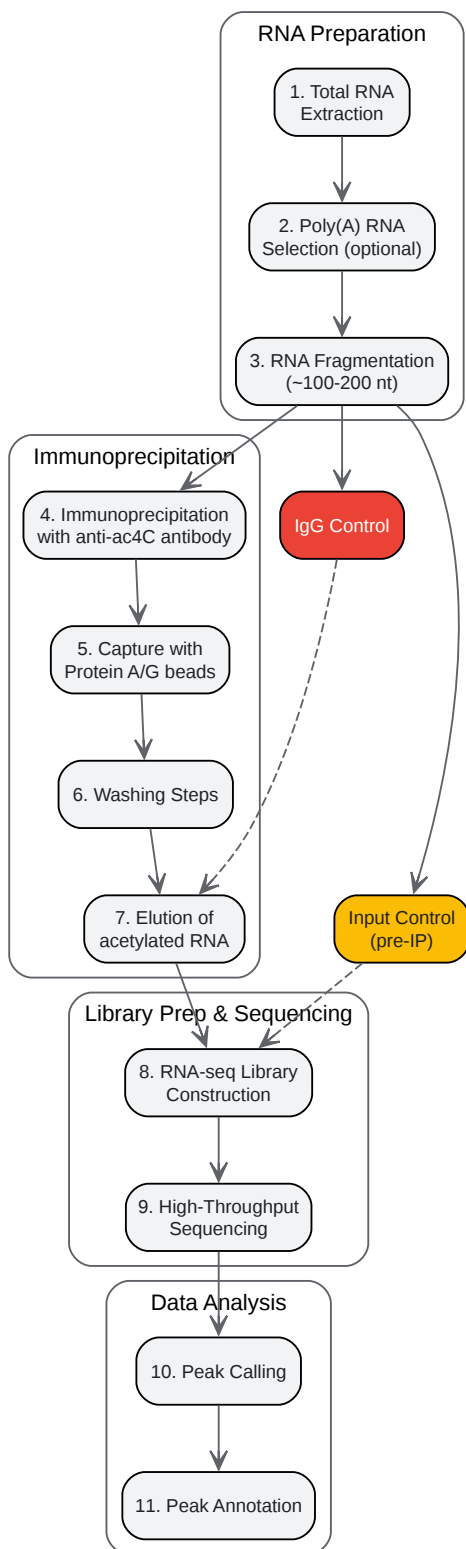 RNA Preparation
1. Total RNA
Extraction
2. Poly(A) RNA
Selection (optional)
3. RNA Fragmentation
(~100-200 nt)
Immunoprecipitation
4. Immunoprecipitation
with anti-ac4C antibody
IgG Control
5. Capture with
Protein A/G beads
6. Washing Steps
7. Elution of
acetylated RNA
Input Control
(pre-IP)
Library Prep & Sequencing
8. RNA-seq Library
Construction
9. High-Throughput
Sequencing
Data Analysis
10. Peak Calling
11. Peak Annotation